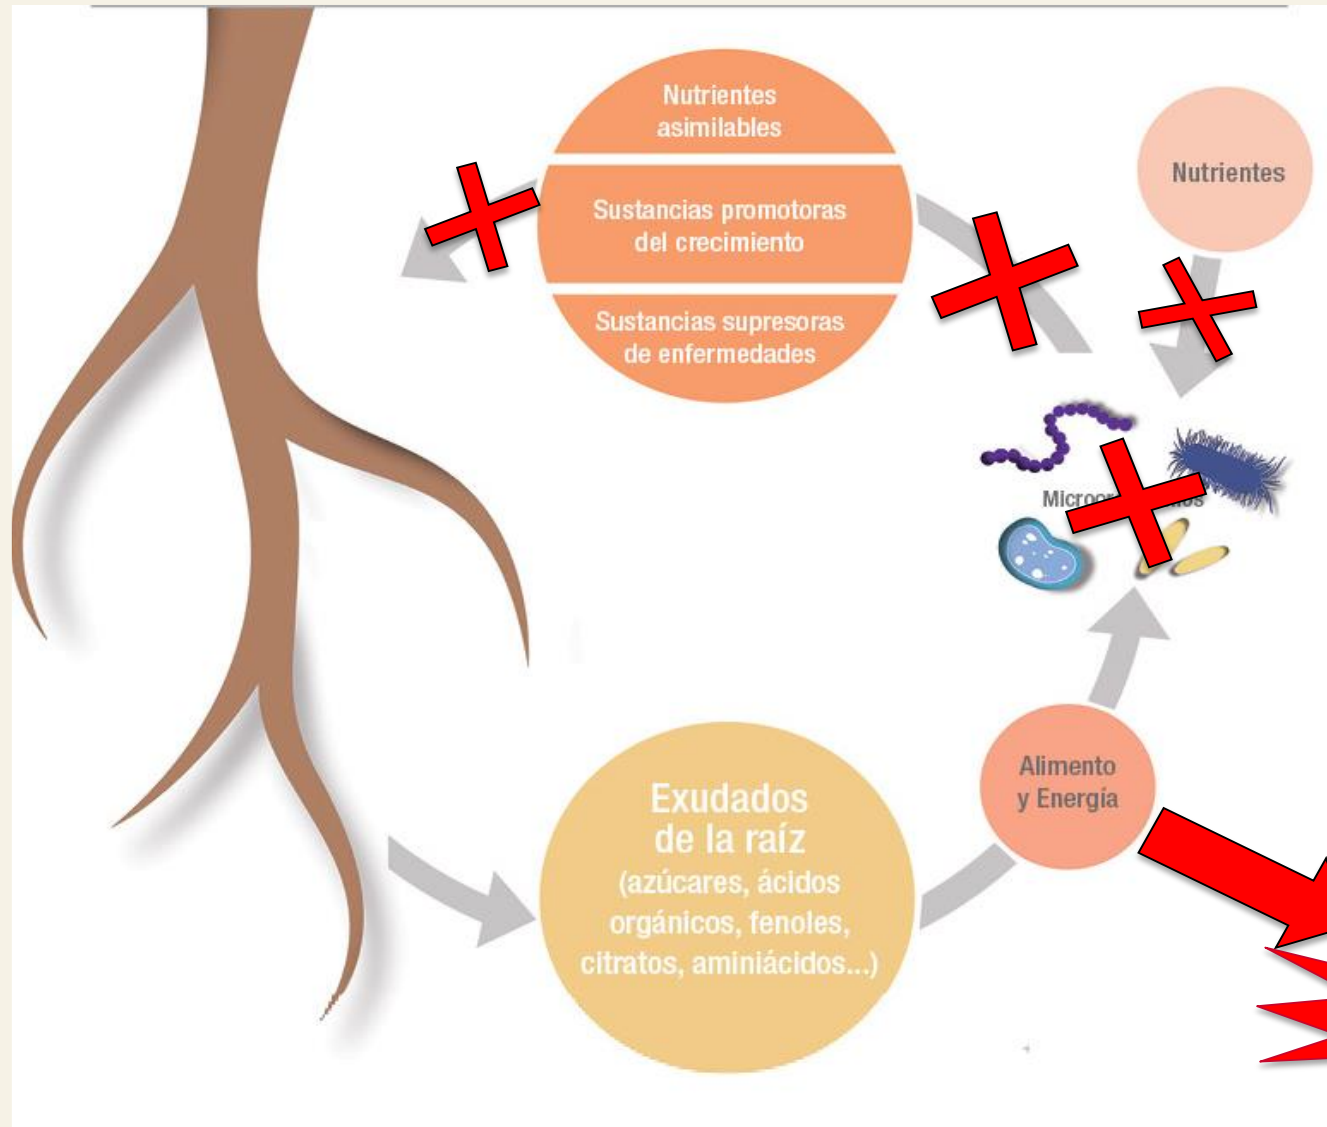 Nutrientes
asimilables
Sustancias promotoras
del crecimiento
Sustancias supresoras
de enfermedades
Nutrientes
Alimento
y Energía
Exudados
de la raíz
(azúcares, ácidos
orgánicos, fenoles,
citratos, aminiácidos...)